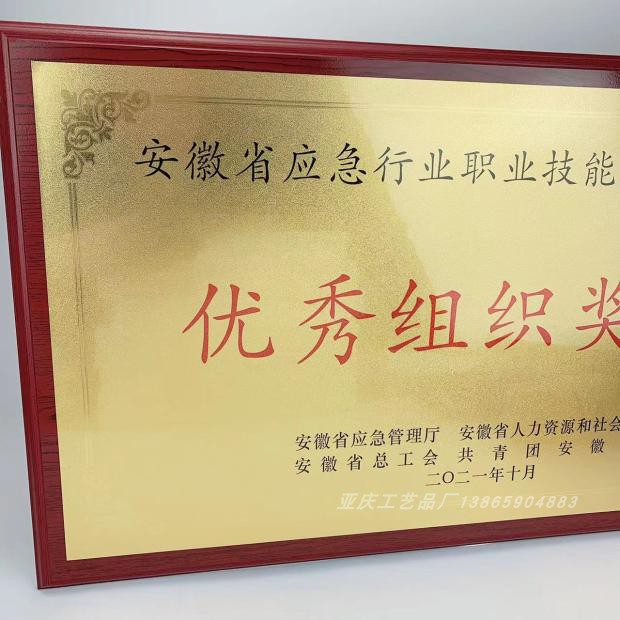 安徽省应急行业职业技能
优秀组织奖
安徽省应急管理厅 安徽省人力资源和社会
安徽省总工会 共青团安徽
二〇二一年十月
亚庆工艺品厂13865904883